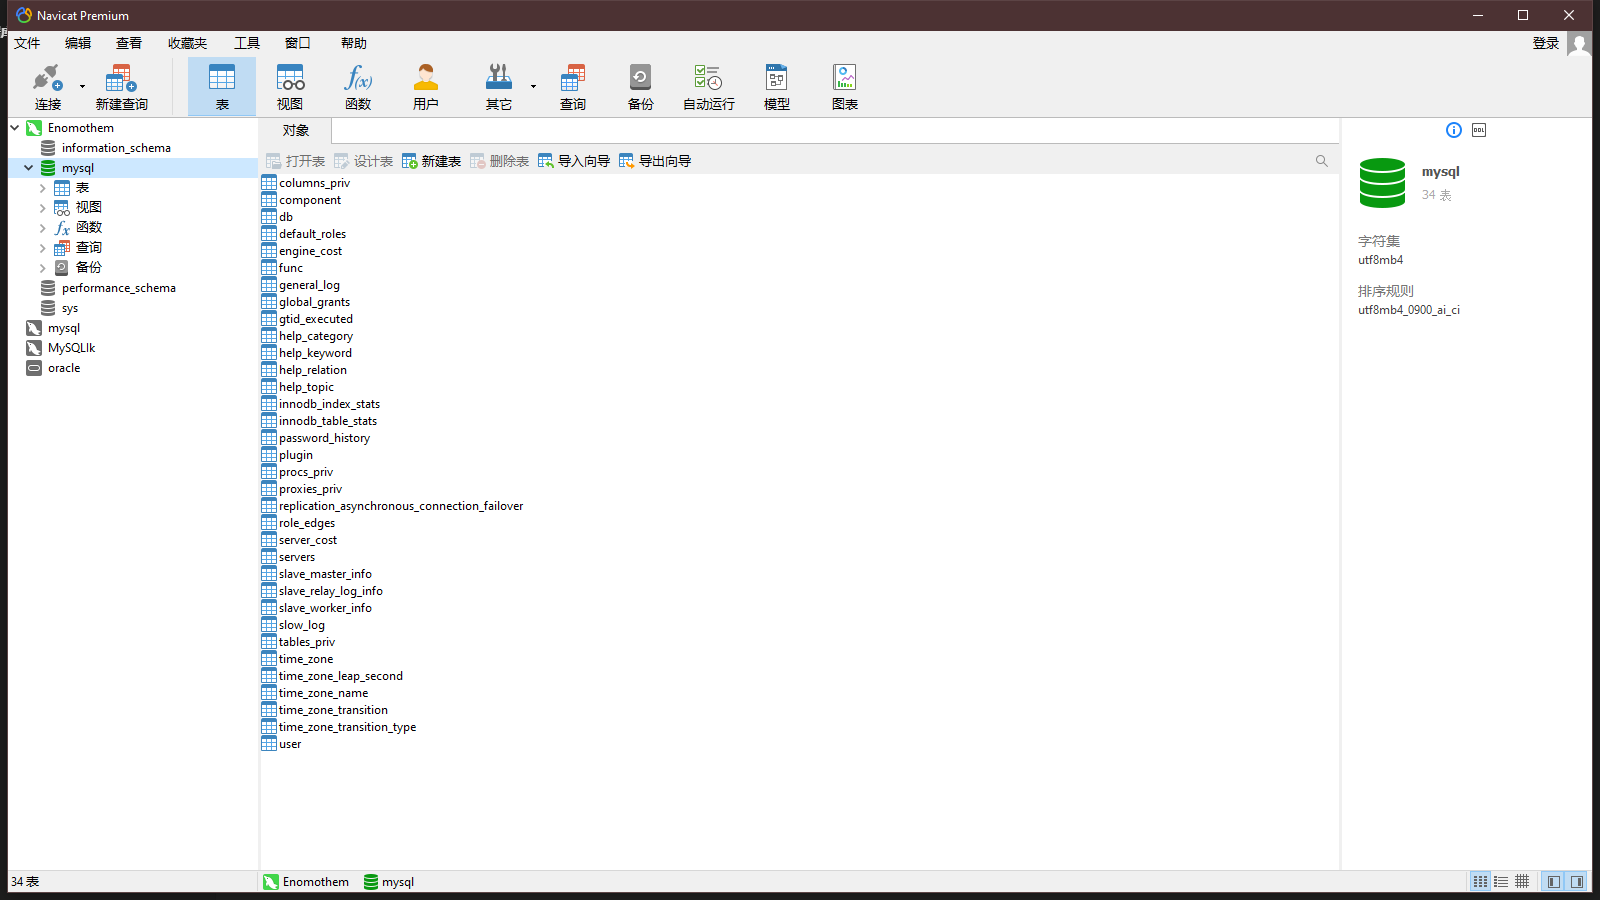 Navicat Premium
文件 编辑 查看 收藏夹 工具 窗口 帮助 登录
连接 新建查询 表 视图 函数 用户 其它 查询 备份 自动运行 模型 图表
Enomothem
information_schema
mysql
表
视图
函数
查询
备份
performance_schema
sys
mysql
MySQLlk
oracle
对象
打开表 设计表 新建表 删除表 导入向导 导出向导
columns_priv
component
db
default_roles
engine_cost
func
general_log
global_grants
gtid_executed
help_category
help_keyword
help_relation
help_topic
innodb_index_stats
innodb_table_stats
password_history
plugin
procs_priv
proxies_priv
replication_asynchronous_connection_failover
role_edges
server_cost
servers
slave_master_info
slave_relay_log_info
slave_worker_info
slow_log
tables_priv
time_zone
time_zone_leap_second
time_zone_name
time_zone_transition
time_zone_transition_type
user
DDL
mysql
34 表
字符集
utf8mb4
排序规则
utf8mb4_0900_ai_ci
34 表 Enomothem mysql